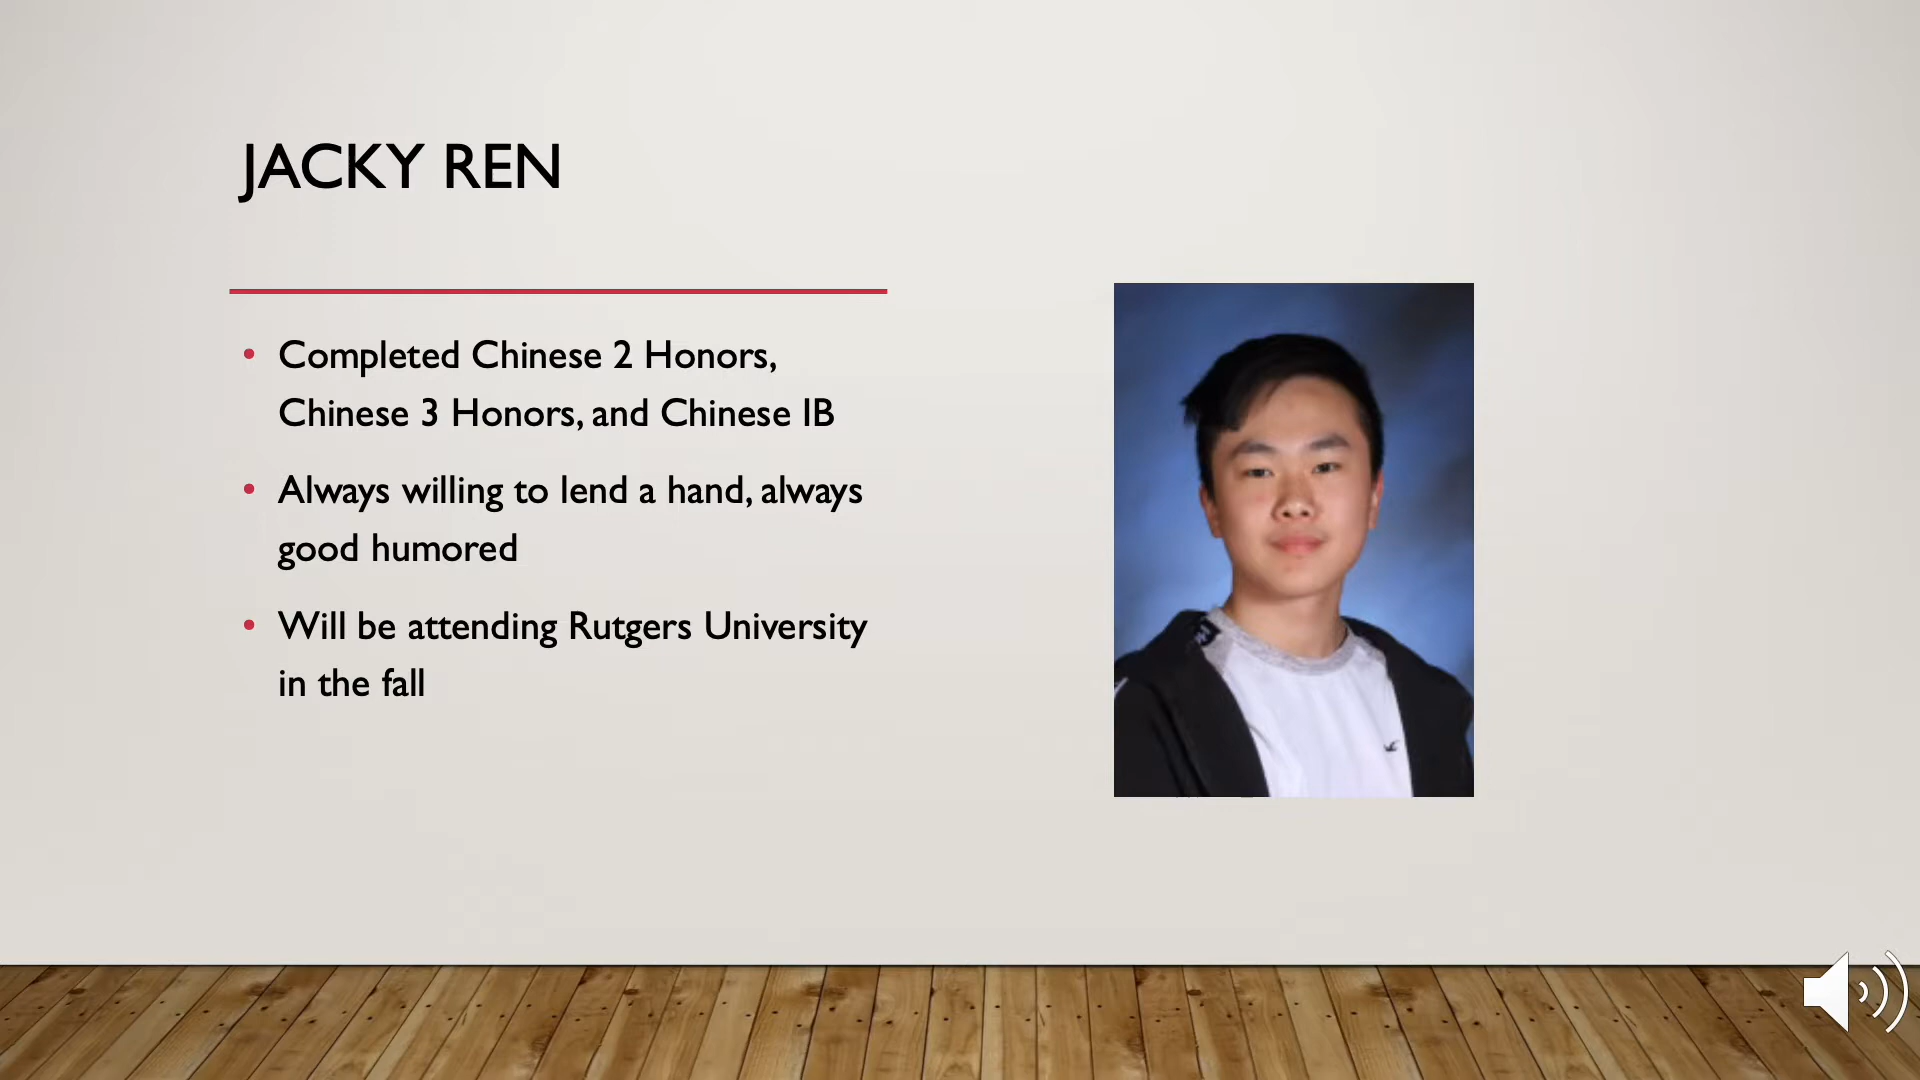 JACKY REN
• Completed Chinese 2 Honors,
Chinese 3 Honors, and Chinese IB
• Always willing to lend a hand, always
good humored
• Will be attending Rutgers University
in the fall